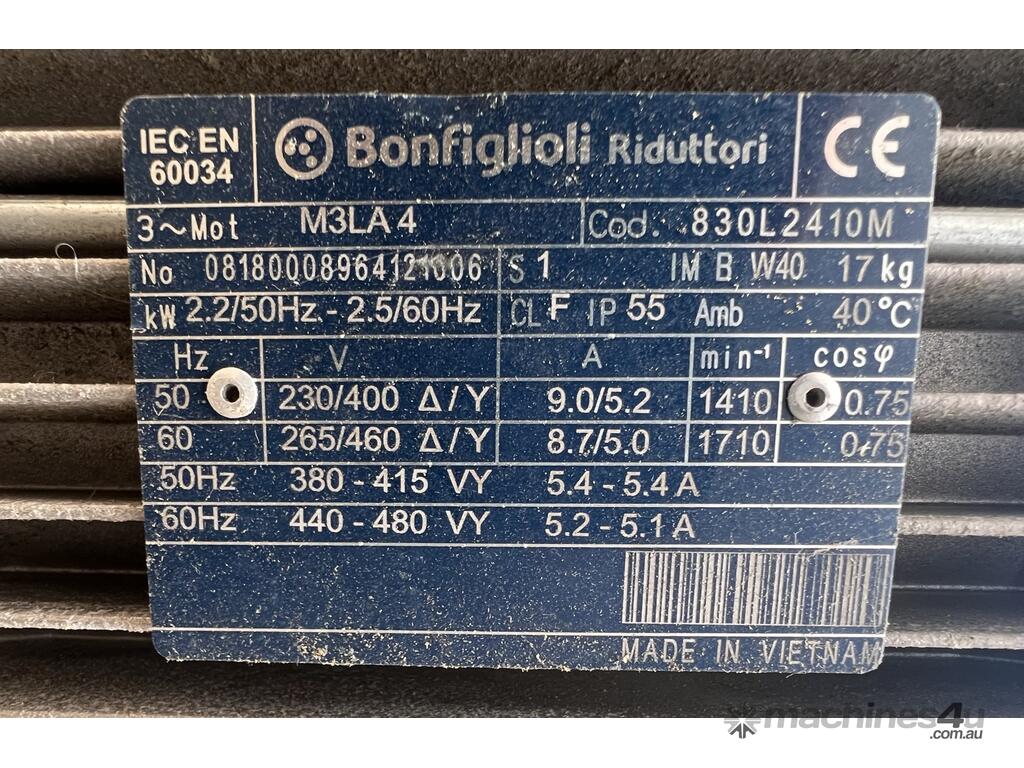 IEC EN
60034
Bonfiglioli Riduttori
CE
3~Mot M3LA 4 Cod. 830L2410M
No 08180008964121006 S 1 IM B W40 17 kg
kW 2.2/50Hz - 2.5/60Hz CL F IP 55 Amb 40 °C
Hz V A min-1 cosφ
50 230/400 Δ/Y 9.0/5.2 1410 0.75
60 265/460 Δ/Y 8.7/5.0 1710 0.75
50Hz 380 - 415 VY 5.4 - 5.4 A
60Hz 440 - 480 VY 5.2 - 5.1 A
MADE IN VIETNAM
machines4u
.com.au